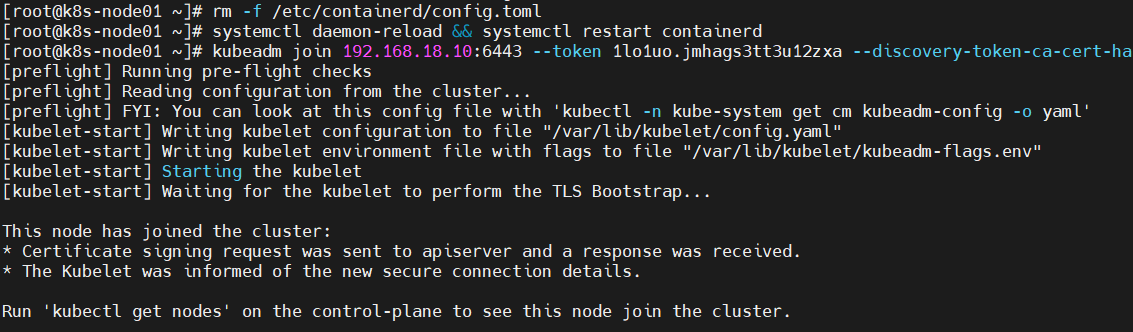 [root@k8s-node01 ~]# rm -f /etc/containerd/config.toml
[root@k8s-node01 ~]# systemctl daemon-reload && systemctl restart containerd
[root@k8s-node01 ~]# kubeadm join 192.168.18.10:6443 --token 1lo1uo.jmhags3tt3u12zxa --discovery-token-ca-cert-ha
[preflight] Running pre-flight checks
[preflight] Reading configuration from the cluster...
[preflight] FYI: You can look at this config file with 'kubectl -n kube-system get cm kubeadm-config -o yaml'
[kubelet-start] Writing kubelet configuration to file "/var/lib/kubelet/config.yaml"
[kubelet-start] Writing kubelet environment file with flags to file "/var/lib/kubelet/kubeadm-flags.env"
[kubelet-start] Starting the kubelet
[kubelet-start] Waiting for the kubelet to perform the TLS Bootstrap...
This node has joined the cluster:
* Certificate signing request was sent to apiserver and a response was received.
* The Kubelet was informed of the new secure connection details.
Run 'kubectl get nodes' on the control-plane to see this node join the cluster.